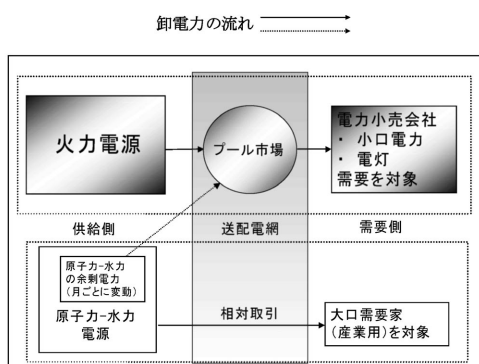 卸電力の流れ
火力電源
プール市場
電力小売会社
・ 小口電力
・ 電灯
需要を対象
供給側
送配電網
需要側
原子力-水力
の余剰電力
(月ごとに変動)
原子力-水力
電源
相対取引
大口需要家
(産業用)を対象